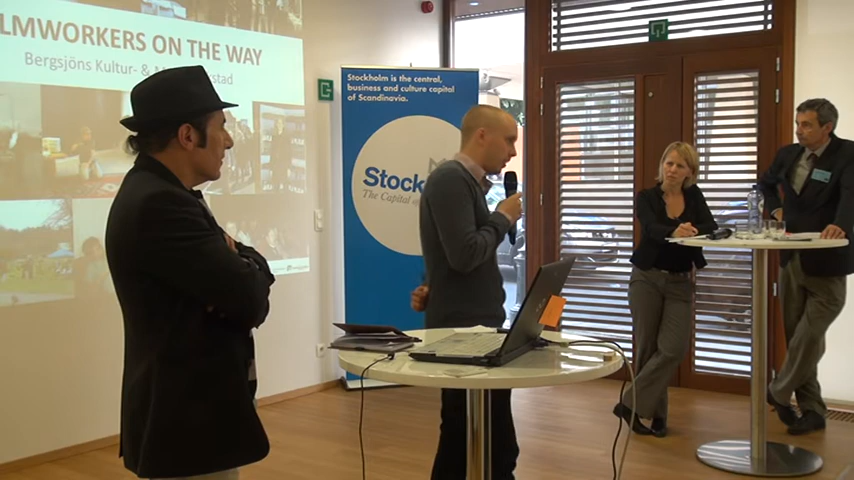 LMWORKERS ON THE WAY
Bergsjöns Kultur- &
Stockholm is the central,
business and culture capital
of Scandinavia.
Stock
The Capital